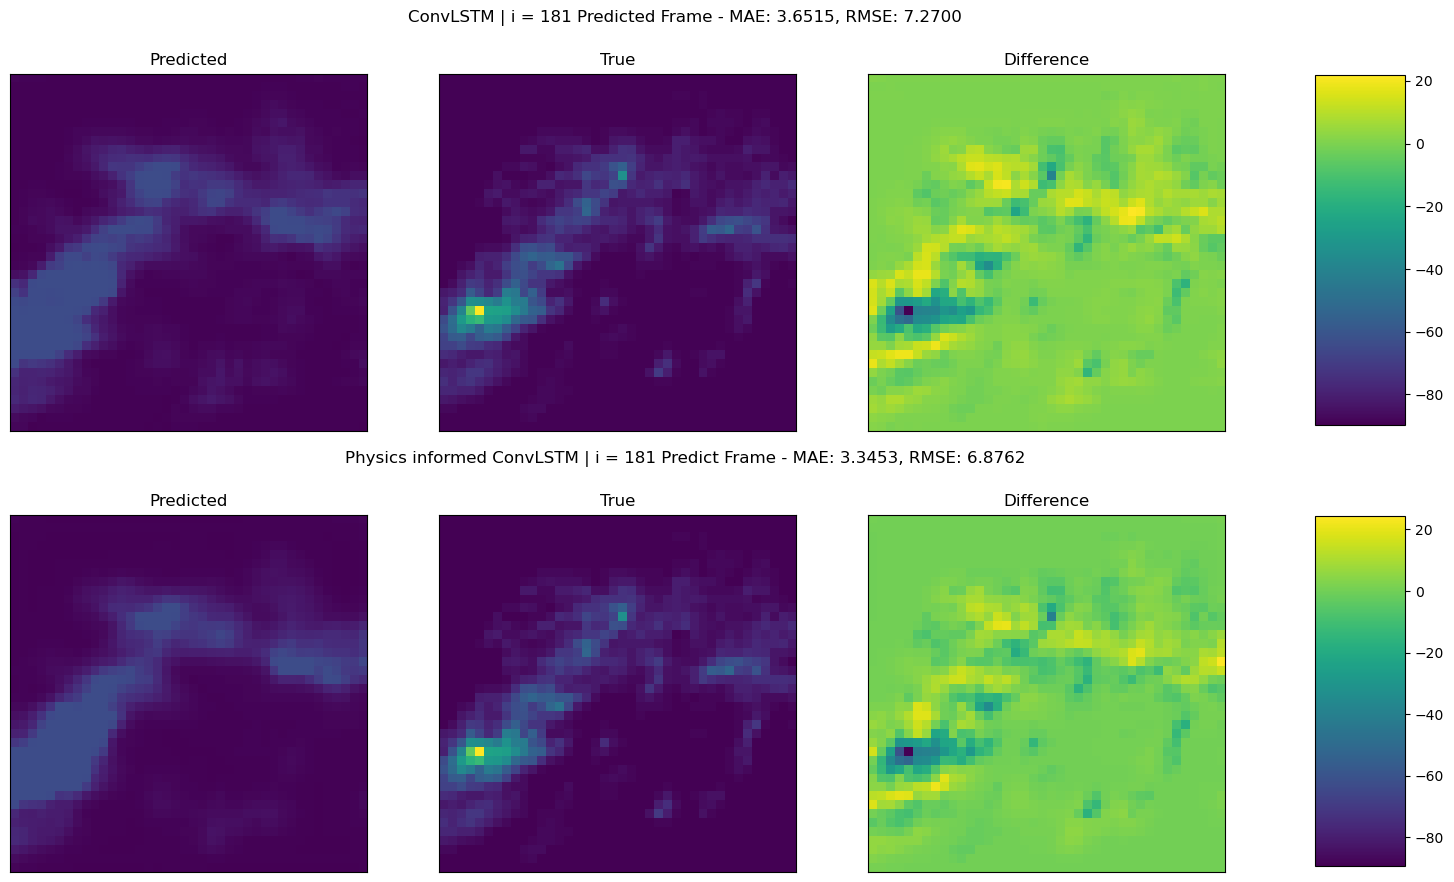 ConvLSTM | i = 181 Predicted Frame - MAE: 3.6515, RMSE: 7.2700
Predicted
True
Difference
20
0
−20
−40
−60
−80
Physics informed ConvLSTM | i = 181 Predict Frame - MAE: 3.3453, RMSE: 6.8762
Predicted
True
Difference
20
0
−20
−40
−60
−80